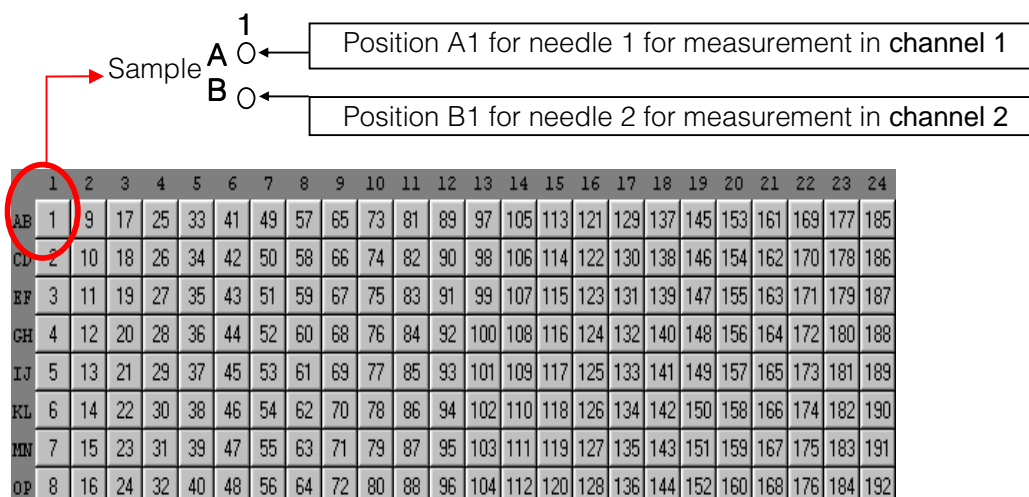 1
A Position A1 for needle 1 for measurement in channel 1
Sample
B Position B1 for needle 2 for measurement in channel 2
1 2 3 4 5 6 7 8 9 10 11 12 13 14 15 16 17 18 19 20 21 22 23 24
AB 1 9 17 25 33 41 49 57 65 73 81 89 97 105 113 121 129 137 145 153 161 169 177 185
CD 2 10 18 26 34 42 50 58 66 74 82 90 98 106 114 122 130 138 146 154 162 170 178 186
EF 3 11 19 27 35 43 51 59 67 75 83 91 99 107 115 123 131 139 147 155 163 171 179 187
GH 4 12 20 28 36 44 52 60 68 76 84 92 100 108 116 124 132 140 148 156 164 172 180 188
IJ 5 13 21 29 37 45 53 61 69 77 85 93 101 109 117 125 133 141 149 157 165 173 181 189
KL 6 14 22 30 38 46 54 62 70 78 86 94 102 110 118 126 134 142 150 158 166 174 182 190
MN 7 15 23 31 39 47 55 63 71 79 87 95 103 111 119 127 135 143 151 159 167 175 183 191
OP 8 16 24 32 40 48 56 64 72 80 88 96 104 112 120 128 136 144 152 160 168 176 184 192